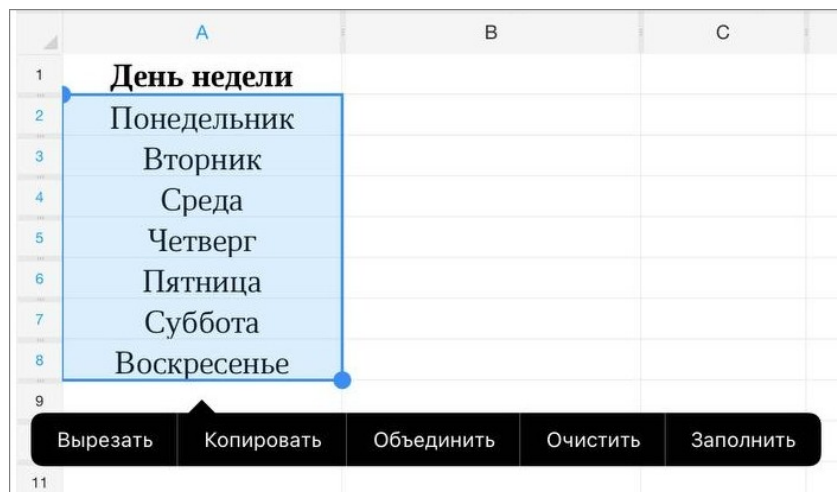 A B C
1 День недели
2 Понедельник
3 Вторник
4 Среда
5 Четверг
6 Пятница
7 Суббота
8 Воскресенье
9
Вырезать Копировать Объединить Очистить Заполнить
11